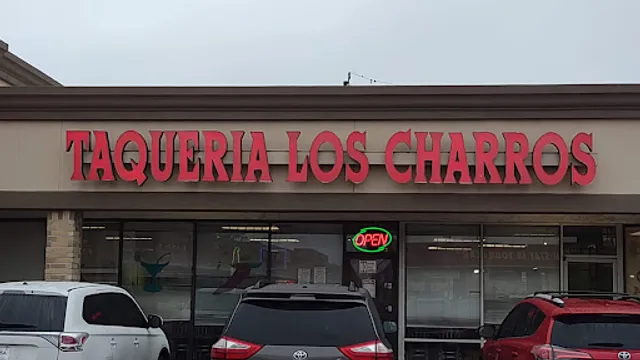 TAQUERIA LOS CHARROS
OPEN